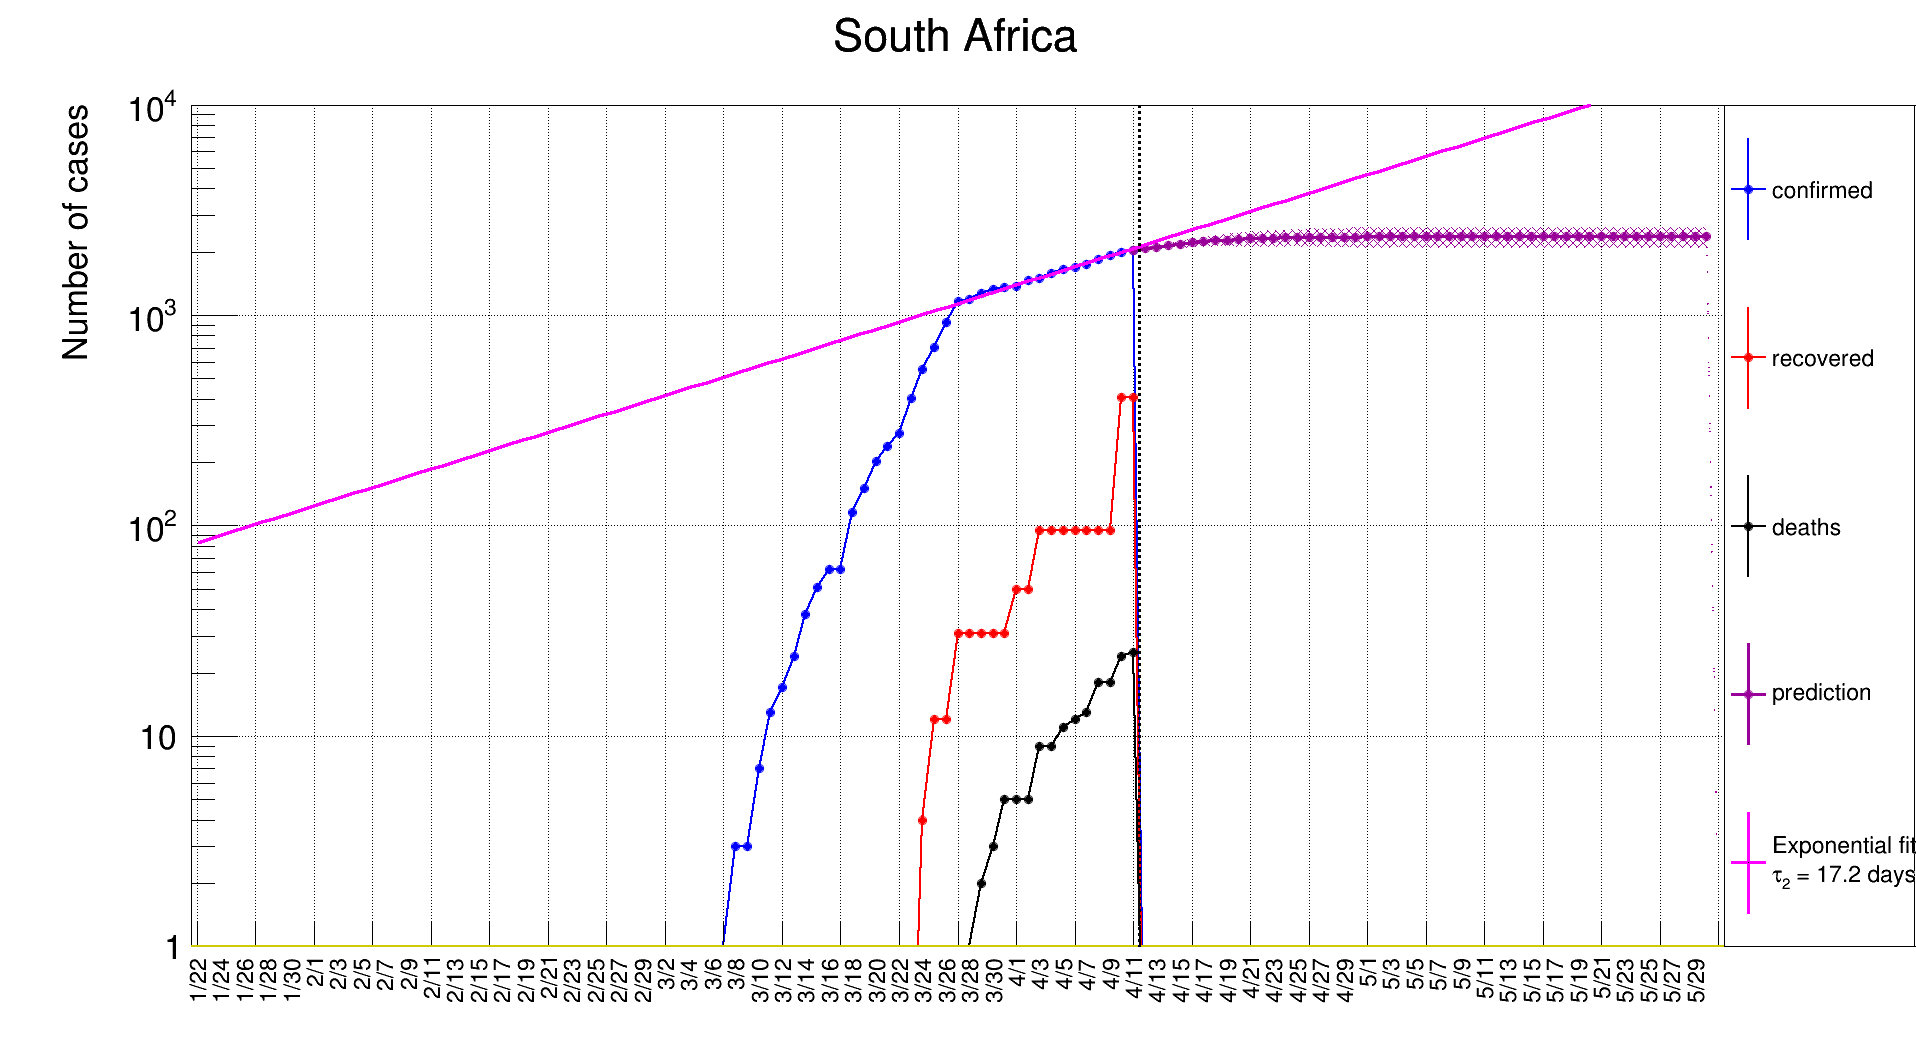 South Africa
Number of cases
10⁴
10³
10²
10
1
1/22 1/24 1/26 1/28 1/30 2/1 2/3 2/5 2/7 2/9 2/11 2/13 2/15 2/17 2/19 2/21 2/23 2/25 2/27 2/29 3/2 3/4 3/6 3/8 3/10 3/12 3/14 3/16 3/18 3/20 3/22 3/24 3/26 3/28 3/30 4/1 4/3 4/5 4/7 4/9 4/11 4/13 4/15 4/17 4/19 4/21 4/23 4/25 4/27 4/29 5/1 5/3 5/5 5/7 5/9 5/11 5/13 5/15 5/17 5/19 5/21 5/23 5/25 5/27 5/29
confirmed
recovered
deaths
prediction
Exponential fit
τ₂ = 17.2 days